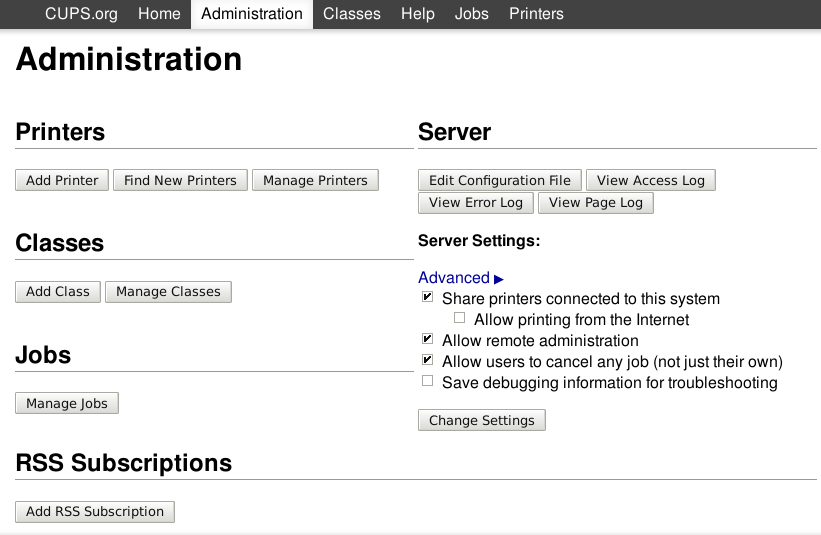 CUPS.org Home Administration Classes Help Jobs Printers
Administration
Printers
Add Printer Find New Printers Manage Printers
Classes
Add Class Manage Classes
Jobs
Manage Jobs
Server
Edit Configuration File View Access Log
View Error Log View Page Log
Server Settings:
Advanced ▶
Share printers connected to this system
Allow printing from the Internet
Allow remote administration
Allow users to cancel any job (not just their own)
Save debugging information for troubleshooting
Change Settings
RSS Subscriptions
Add RSS Subscription